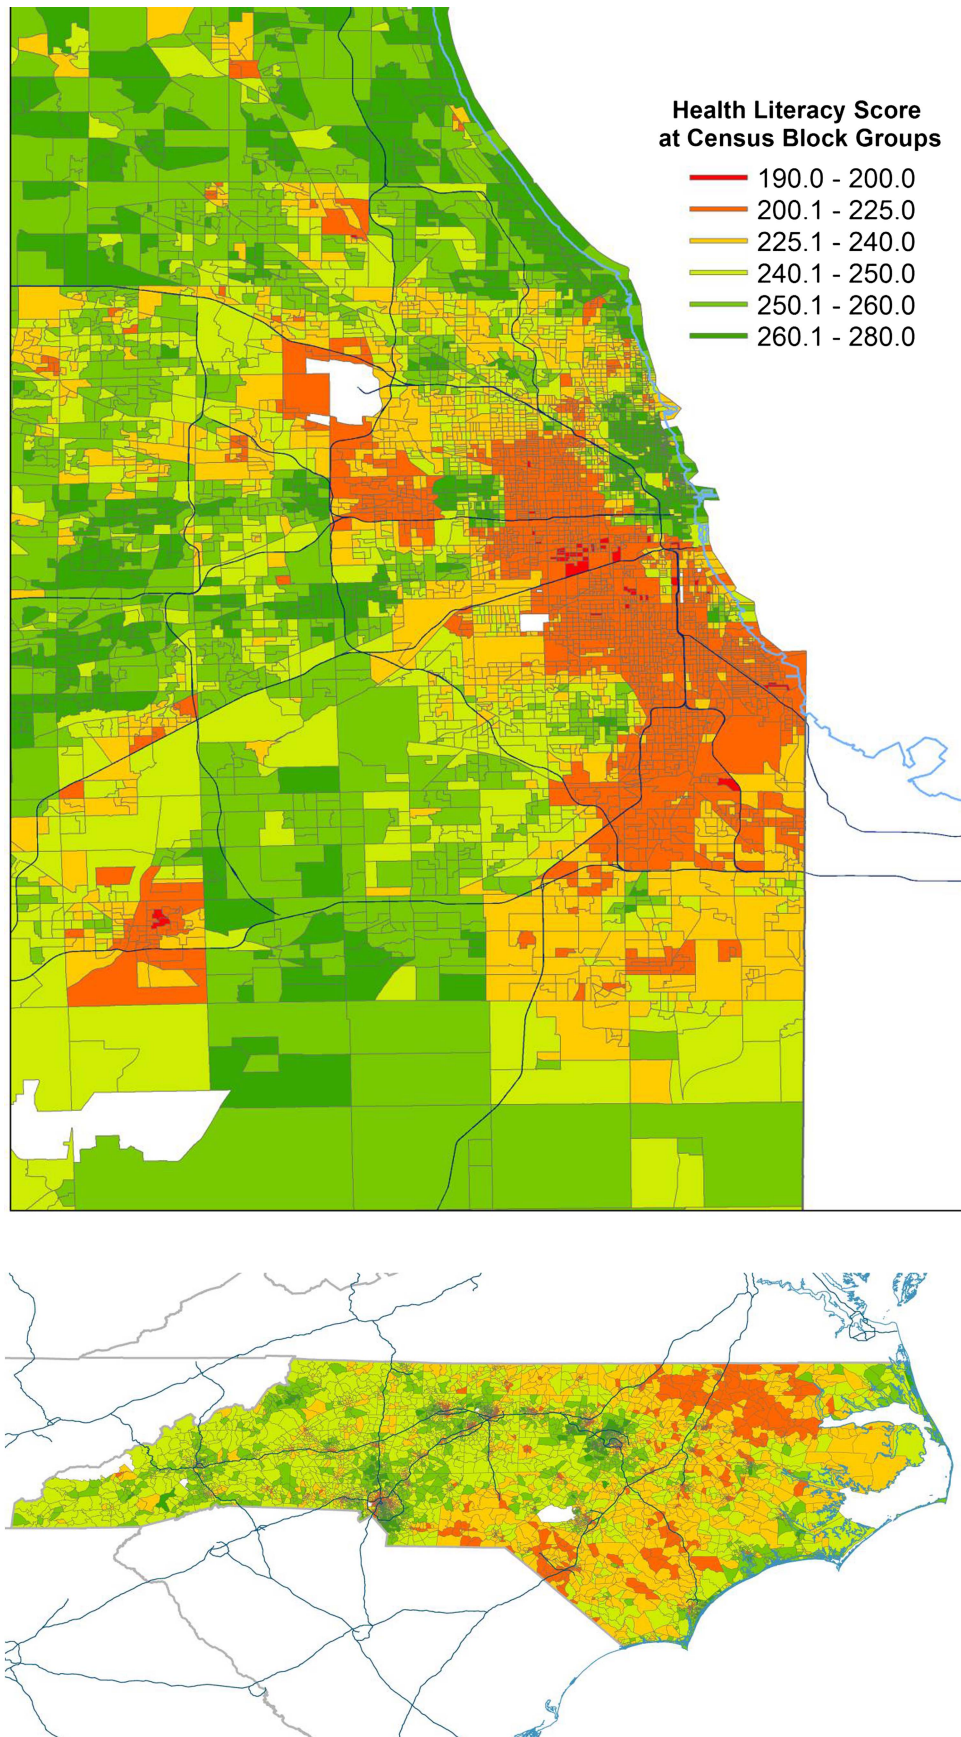 Health Literacy Score
at Census Block Groups
190.0 - 200.0
200.1 - 225.0
225.1 - 240.0
240.1 - 250.0
250.1 - 260.0
260.1 - 280.0